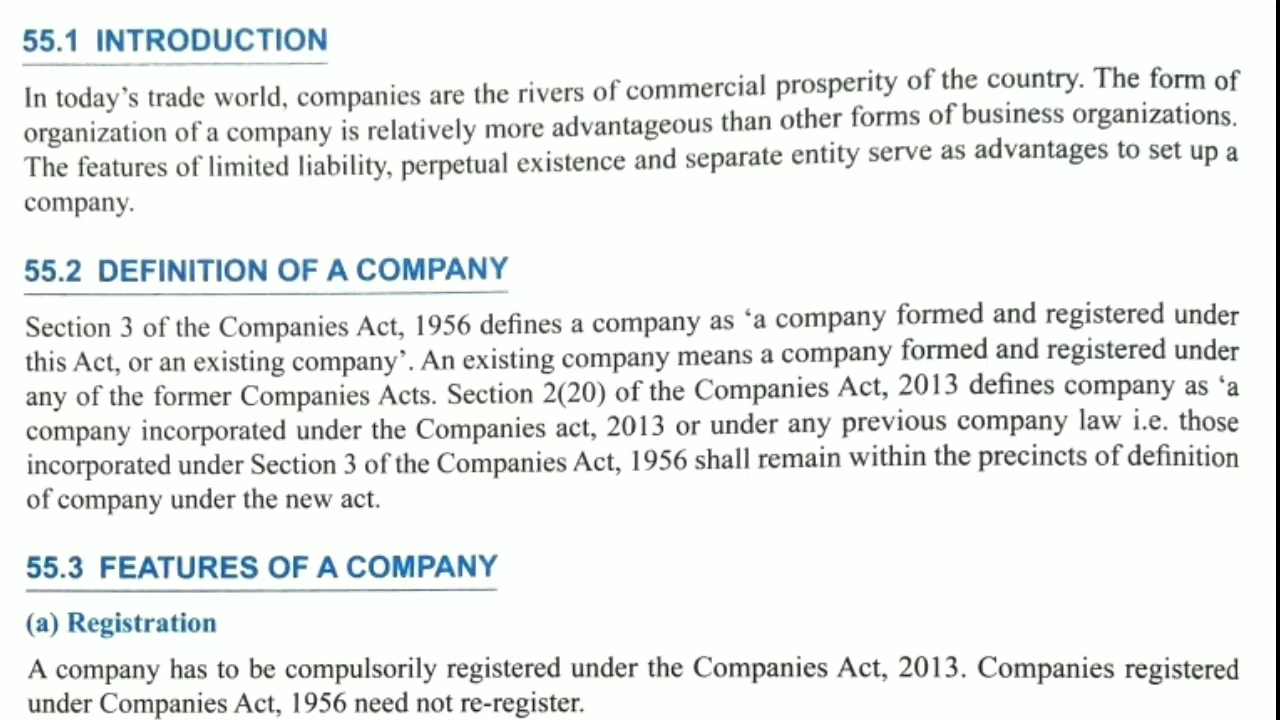 55.1 INTRODUCTION
In today's trade world, companies are the rivers of commercial prosperity of the country. The form of
organization of a company is relatively more advantageous than other forms of business organizations.
The features of limited liability, perpetual existence and separate entity serve as advantages to set up a
company.
55.2 DEFINITION OF A COMPANY
Section 3 of the Companies Act, 1956 defines a company as ‘a company formed and registered under
this Act, or an existing company’. An existing company means a company formed and registered under
any of the former Companies Acts. Section 2(20) of the Companies Act, 2013 defines company as ‘a
company incorporated under the Companies act, 2013 or under any previous company law i.e. those
incorporated under Section 3 of the Companies Act, 1956 shall remain within the precincts of definition
of company under the new act.
55.3 FEATURES OF A COMPANY
(a) Registration
A company has to be compulsorily registered under the Companies Act, 2013. Companies registered
under Companies Act, 1956 need not re-register.